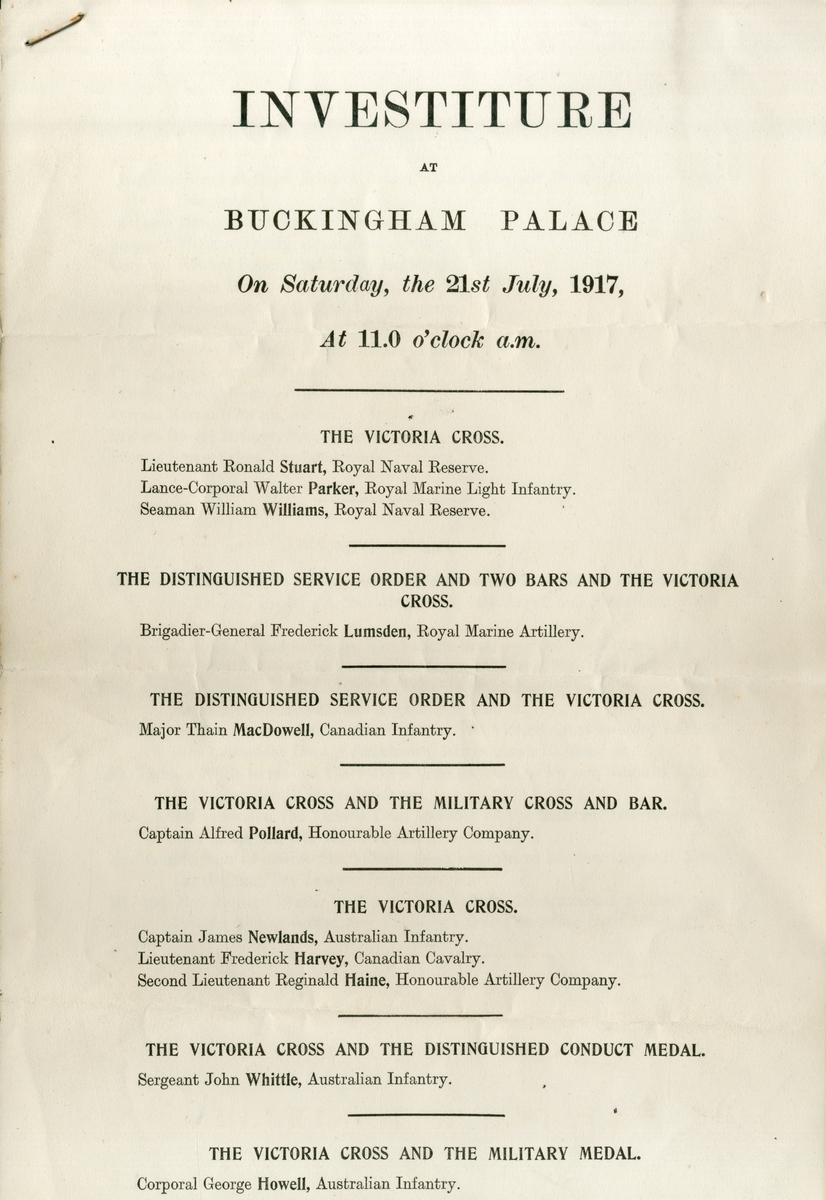 INVESTITURE
AT
BUCKINGHAM PALACE
On Saturday, the 21st July, 1917,
At 11.0 o'clock a.m.
THE VICTORIA CROSS.
Lieutenant Ronald Stuart, Royal Naval Reserve.
Lance-Corporal Walter Parker, Royal Marine Light Infantry.
Seaman William Williams, Royal Naval Reserve.
THE DISTINGUISHED SERVICE ORDER AND TWO BARS AND THE VICTORIA
CROSS.
Brigadier-General Frederick Lumsden, Royal Marine Artillery.
THE DISTINGUISHED SERVICE ORDER AND THE VICTORIA CROSS.
Major Thain MacDowell, Canadian Infantry.
THE VICTORIA CROSS AND THE MILITARY CROSS AND BAR.
Captain Alfred Pollard, Honourable Artillery Company.
THE VICTORIA CROSS.
Captain James Newlands, Australian Infantry.
Lieutenant Frederick Harvey, Canadian Cavalry.
Second Lieutenant Reginald Haine, Honourable Artillery Company.
THE VICTORIA CROSS AND THE DISTINGUISHED CONDUCT MEDAL.
Sergeant John Whittle, Australian Infantry.
THE VICTORIA CROSS AND THE MILITARY MEDAL.
Corporal George Howell, Australian Infantry.